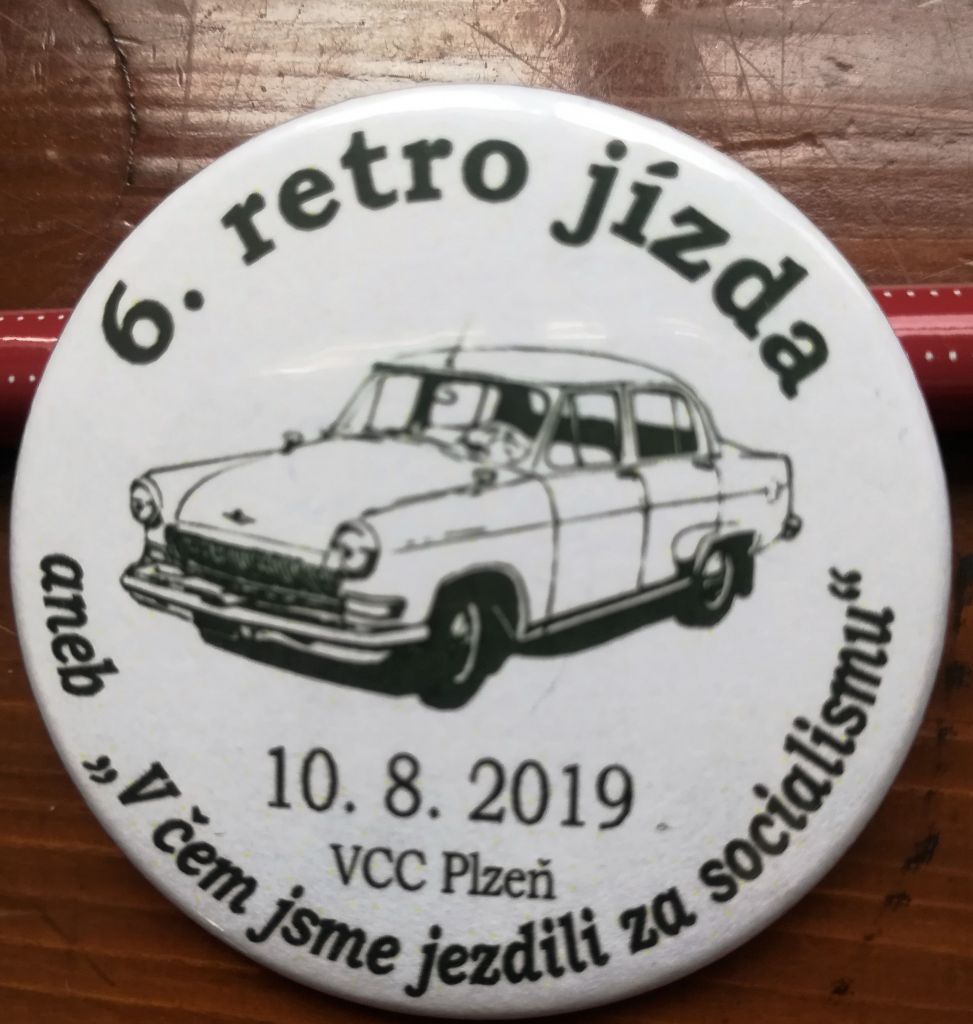 6. retro jízda
10. 8. 2019
VCC Plzeň
aneb „V čem jsme jezdili za socialismu“